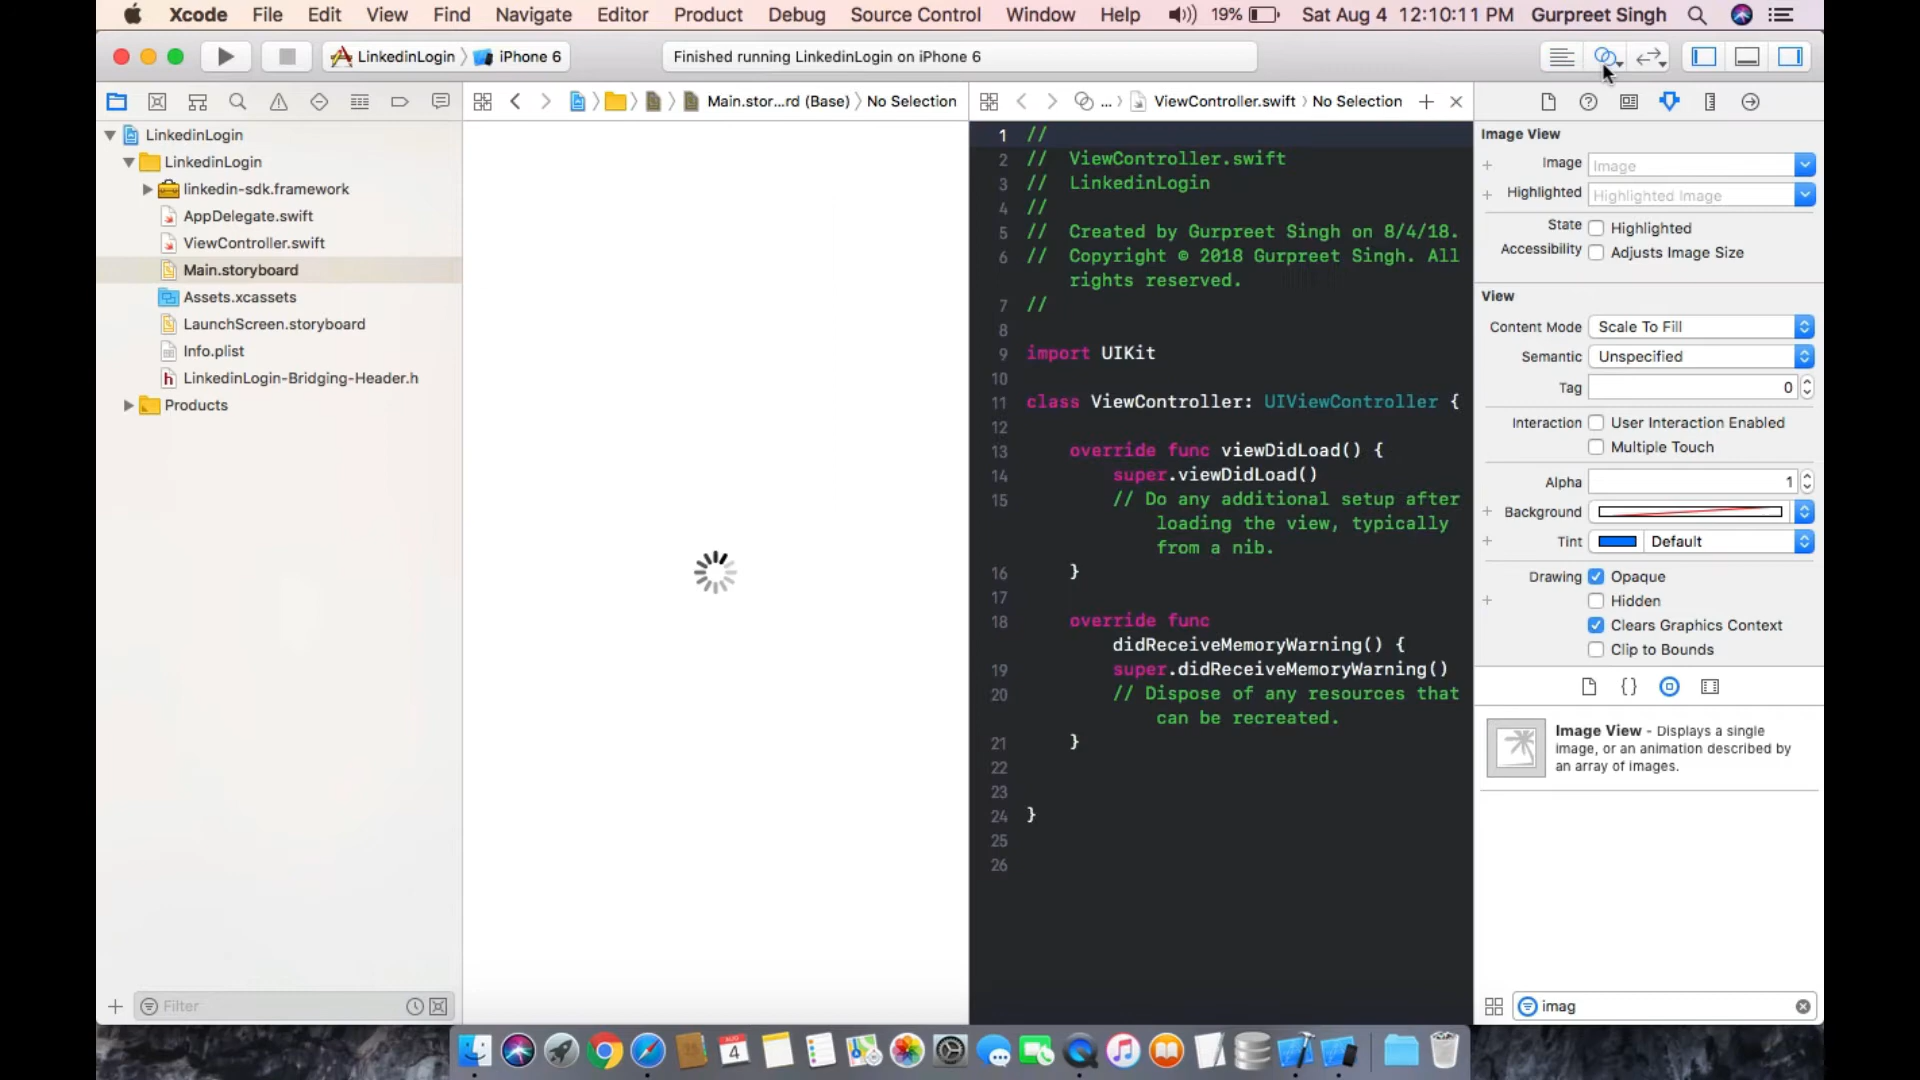 Xcode File Edit View Find Navigate Editor Product Debug Source Control Window Help 19% Sat Aug 4 12:10:11 PM Gurpreet Singh
LinkedinLogin iPhone 6
Finished running LinkedinLogin on iPhone 6
Main.stor...rd (Base) No Selection
... ViewController.swift No Selection
LinkedinLogin
LinkedinLogin
linkedin-sdk.framework
AppDelegate.swift
ViewController.swift
Main.storyboard
Assets.xcassets
LaunchScreen.storyboard
Info.plist
h LinkedinLogin-Bridging-Header.h
Products
Filter
1 //
2 // ViewController.swift
3 // LinkedinLogin
4 //
5 // Created by Gurpreet Singh on 8/4/18.
6 // Copyright © 2018 Gurpreet Singh. All
rights reserved.
7 //
8
9 import UIKit
10
11 class ViewController: UIViewController {
12
13 override func viewDidLoad() {
14 super.viewDidLoad()
15 // Do any additional setup after
loading the view, typically
from a nib.
16 }
17
18 override func
didReceiveMemoryWarning() {
19 super.didReceiveMemoryWarning()
20 // Dispose of any resources that
can be recreated.
21 }
22
23
24 }
25
26
Image View
Image Image
Highlighted Highlighted Image
State Highlighted
Accessibility Adjusts Image Size
View
Content Mode Scale To Fill
Semantic Unspecified
Tag 0
Interaction User Interaction Enabled
Multiple Touch
Alpha 1
Background
Tint Default
Drawing Opaque
Hidden
Clears Graphics Context
Clip to Bounds
{}
Image View - Displays a single
image, or an animation described by
an array of images.
imag
AUG
4